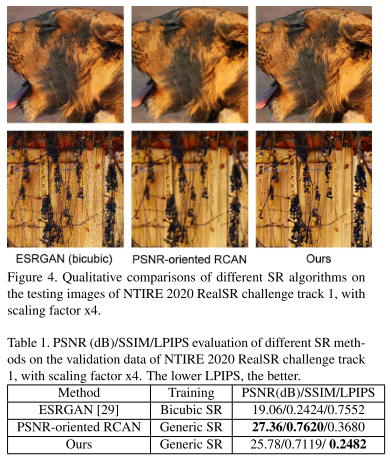 ESRGAN (bicubic) PSNR-oriented RCAN Ours
Figure 4. Qualitative comparisons of different SR algorithms on
the testing images of NTIRE 2020 RealSR challenge track 1, with
scaling factor x4.
Table 1. PSNR (dB)/SSIM/LPIPS evaluation of different SR meth-
ods on the validation data of NTIRE 2020 RealSR challenge track
1, with scaling factor x4. The lower LPIPS, the better.
Method Training PSNR(dB)/SSIM/LPIPS
ESRGAN [29] Bicubic SR 19.06/0.2424/0.7552
PSNR-oriented RCAN Generic SR 27.36/0.7620/0.3680
Ours Generic SR 25.78/0.7119/ 0.2482